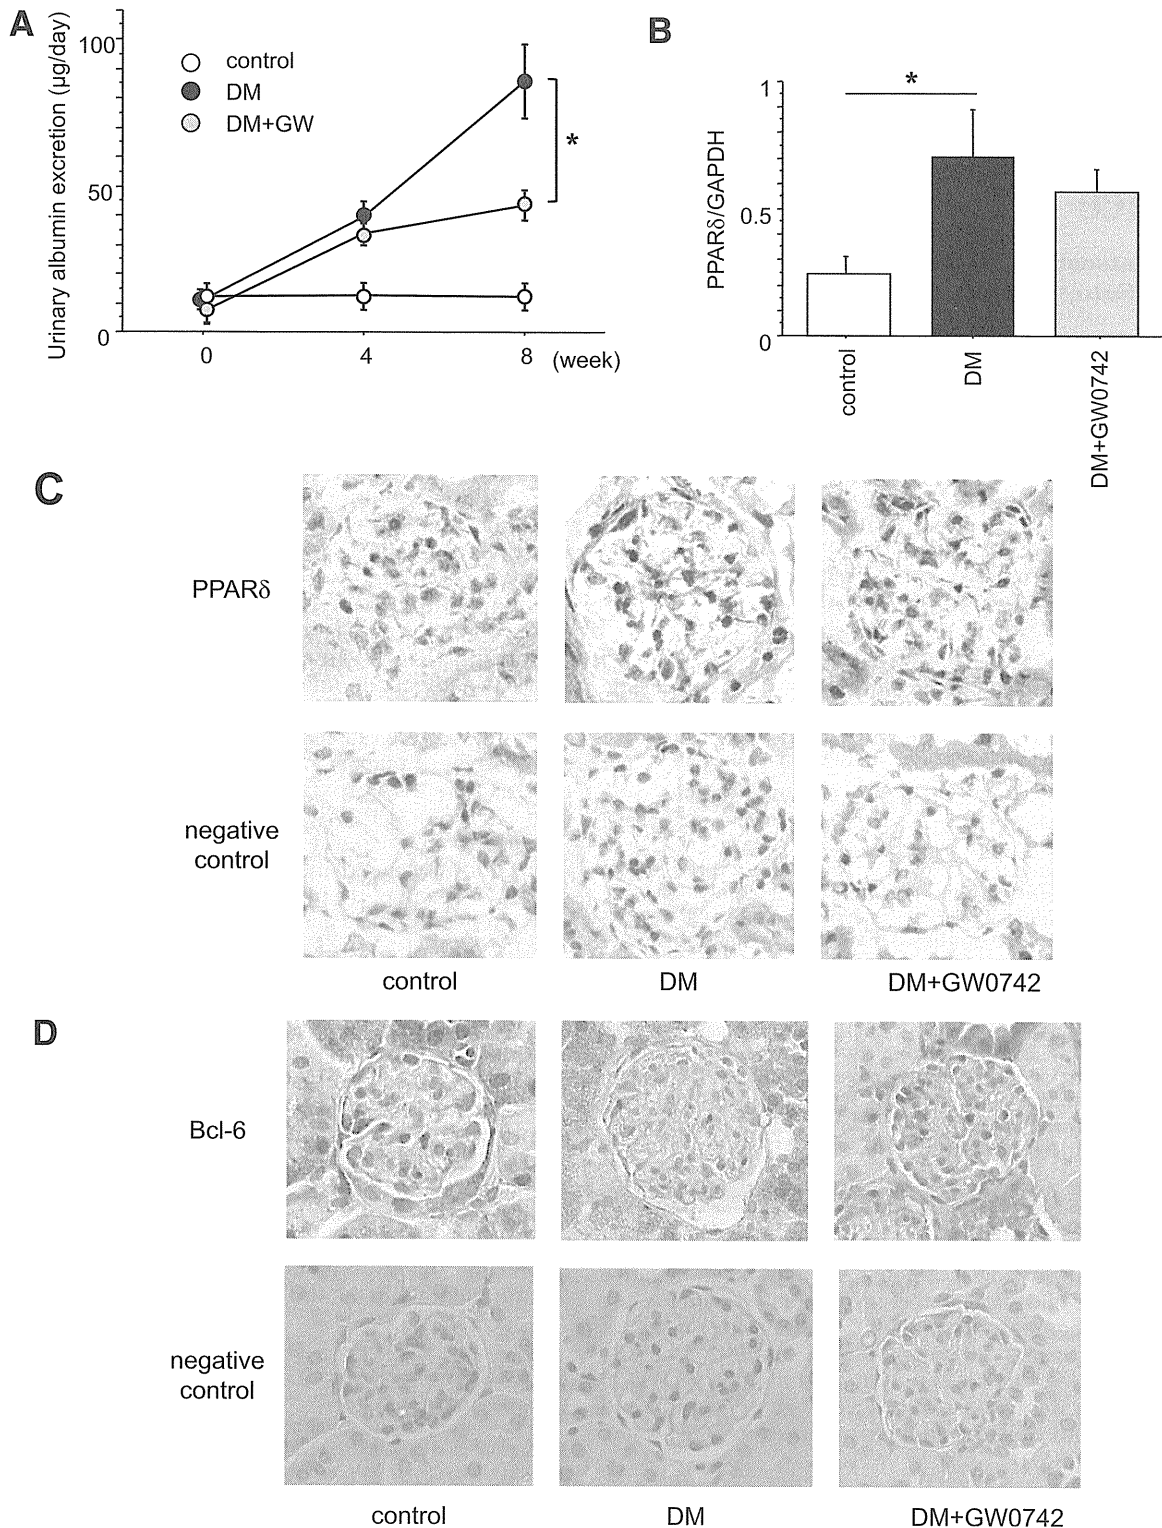 A
Urinary albumin excretion (µg/day)
100
50
0
control
DM
DM+GW
*
0
4
8
(week)
B
PPARδ/GAPDH
1
0.5
0
*
control
DM
DM+GW0742
C
PPARδ
negative
control
control
DM
DM+GW0742
D
Bcl-6
negative
control
control
DM
DM+GW0742